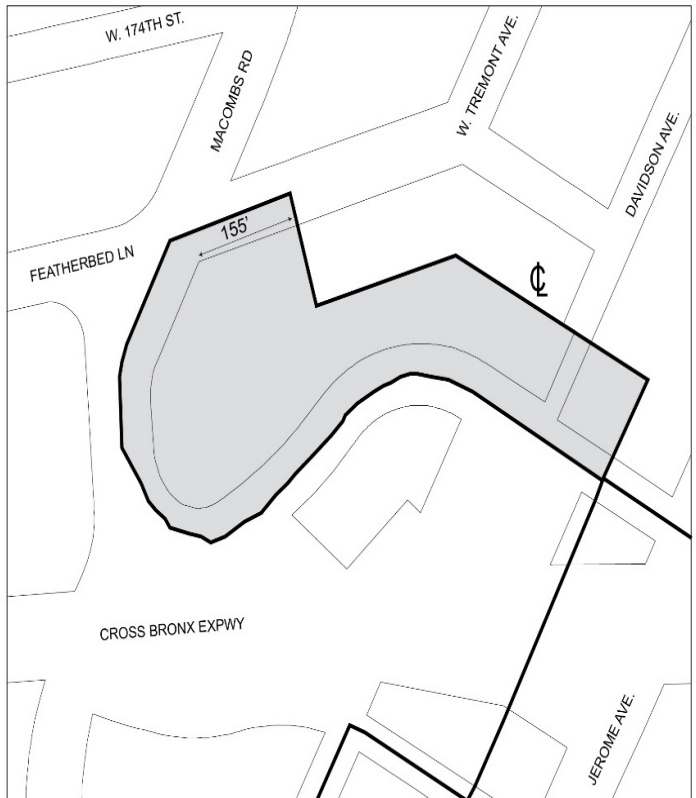 W. 174TH ST.
MACOMBS RD
W. TREMONT AVE.
DAVIDSON AVE.
155'
FEATHERBED LN
℄
CROSS BRONX EXPWY
JEROME AVE.